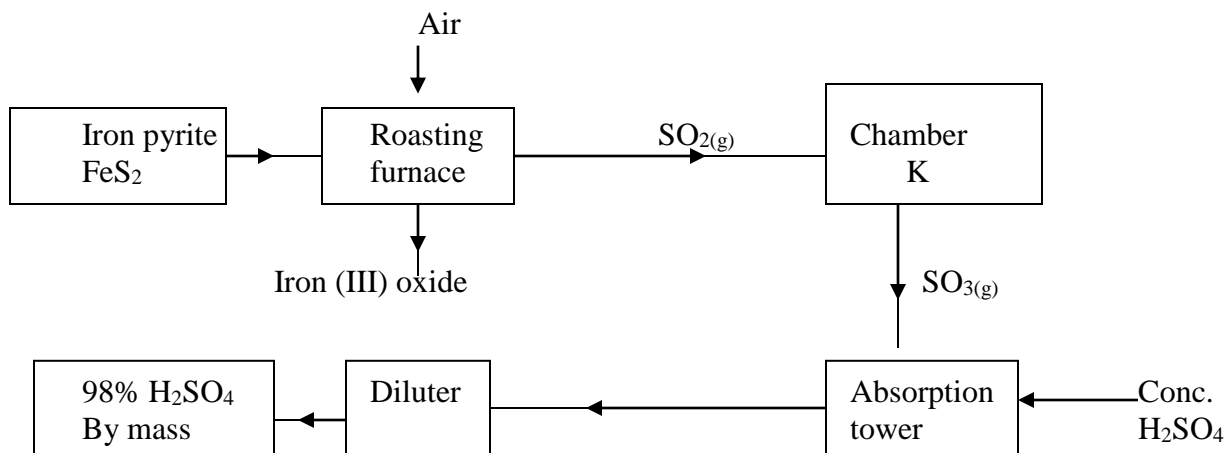 Air
Iron pyrite
FeS₂
Roasting
furnace
SO₂(g)
Chamber
K
Iron (III) oxide
SO₃(g)
98% H₂SO₄
By mass
Diluter
Absorption
tower
Conc.
H₂SO₄